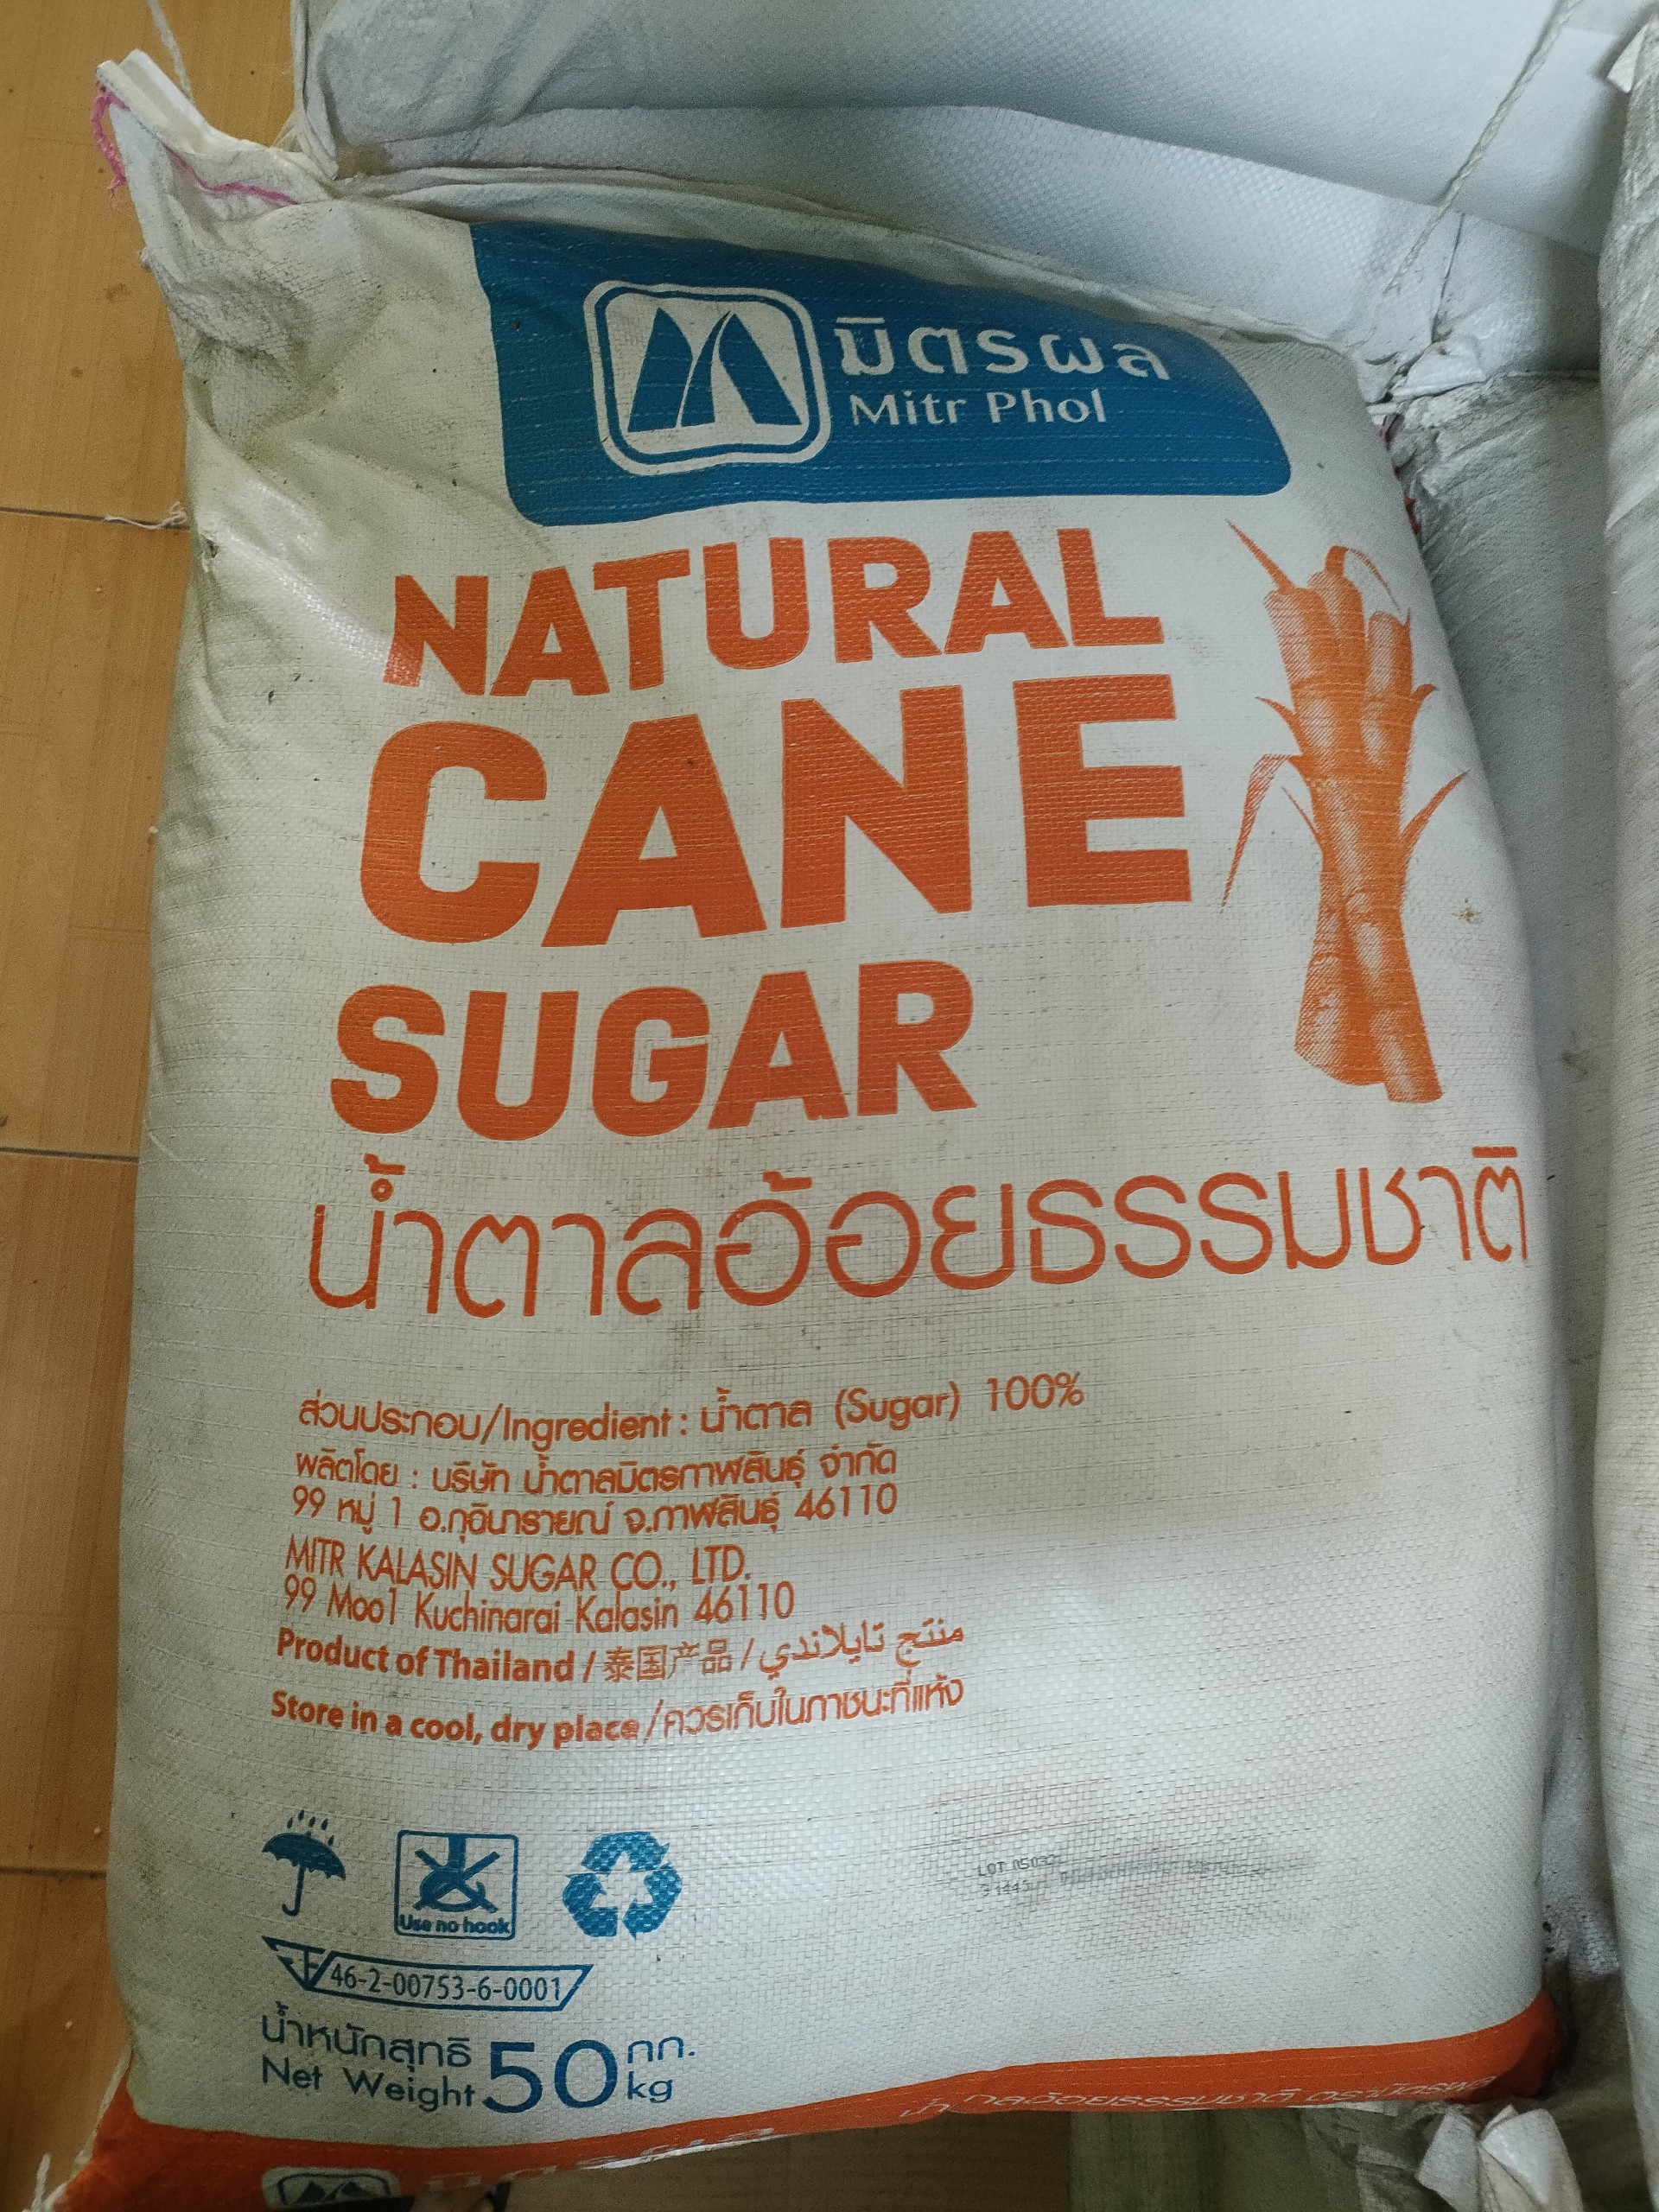 มิตรผล
Mitr Phol
NATURAL
CANE
SUGAR
น้ำตาลอ้อยธรรมชาติ
ส่วนประกอบ/Ingredient : น้ำตาล (Sugar) 100%
ผลิตโดย : บริษัท น้ำตาลมิตรกาฬสินธุ์ จำกัด
99 หมู่ 1 อ.กุฉินารายณ์ จ.กาฬสินธุ์ 46110
MITR KALASIN SUGAR CO., LTD.
99 Moo1 Kuchinarai Kalasin 46110
Product of Thailand / 泰国产品 / منتج تايلاندي
Store in a cool, dry place/ควรเก็บในภาชนะที่แห้ง
LOT
Use no hook
46-2-00753-6-0001
น้ำหนักสุทธิ 50 กก.
Net Weight kg